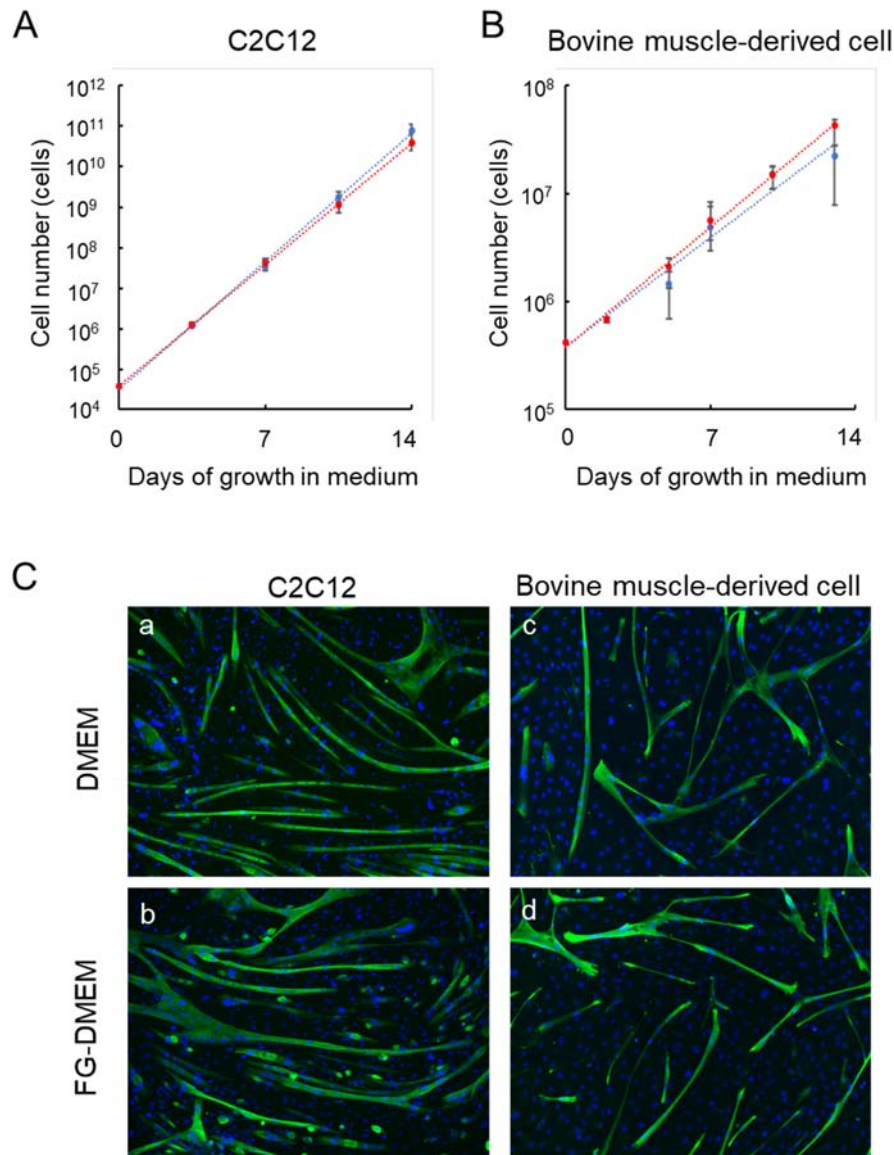 A
C2C12
10¹²
10¹¹
10¹⁰
10⁹
10⁸
10⁷
10⁶
10⁵
10⁴
Cell number (cells)
0 7 14
Days of growth in medium
B
Bovine muscle-derived cell
10⁸
10⁷
10⁶
10⁵
Cell number (cells)
0 7 14
Days of growth in medium
C
C2C12
Bovine muscle-derived cell
DMEM
a
c
FG-DMEM
b
d